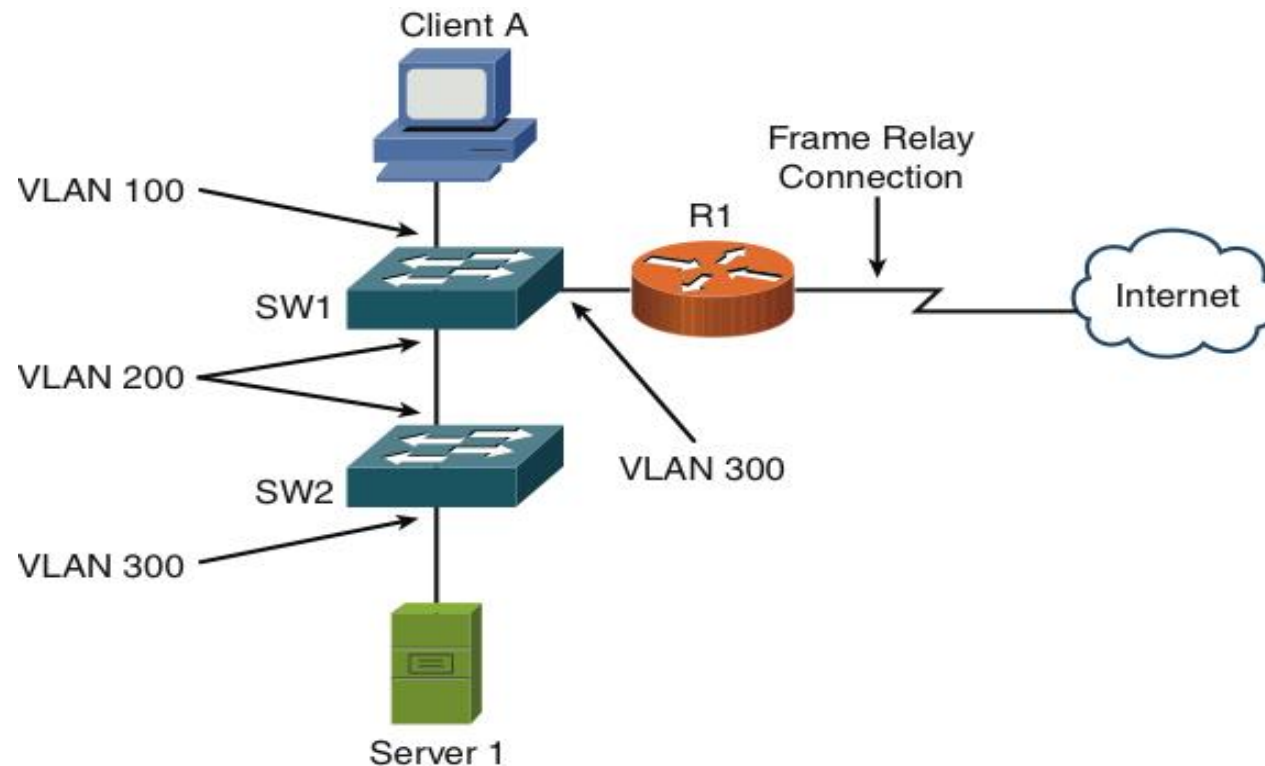 Client A
Frame Relay
Connection
VLAN 100
R1
SW1
Internet
VLAN 200
VLAN 300
SW2
VLAN 300
Server 1